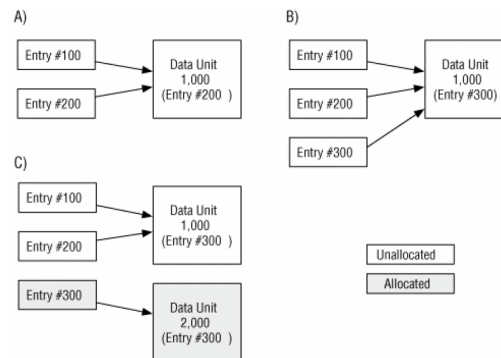 A)
Entry #100
Entry #200
Data Unit
1,000
(Entry #200 )
B)
Entry #100
Entry #200
Entry #300
Data Unit
1,000
(Entry #300)
C)
Entry #100
Entry #200
Entry #300
Data Unit
1,000
(Entry #300 )
Data Unit
2,000
(Entry #300 )
Unallocated
Allocated